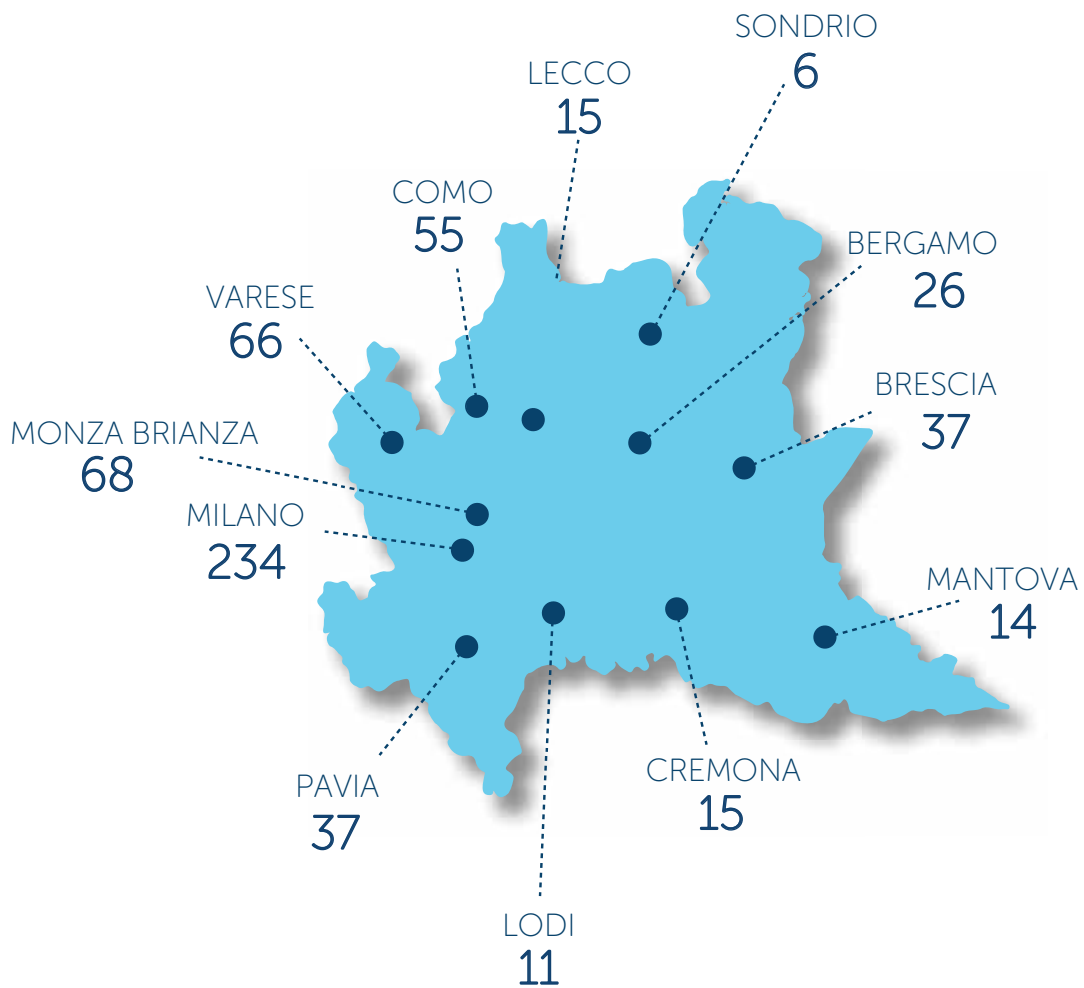 SONDRIO
6
LECCO
15
COMO
55
BERGAMO
26
VARESE
66
BRESCIA
37
MONZA BRIANZA
68
MILANO
234
MANTOVA
14
CREMONA
15
PAVIA
37
LODI
11